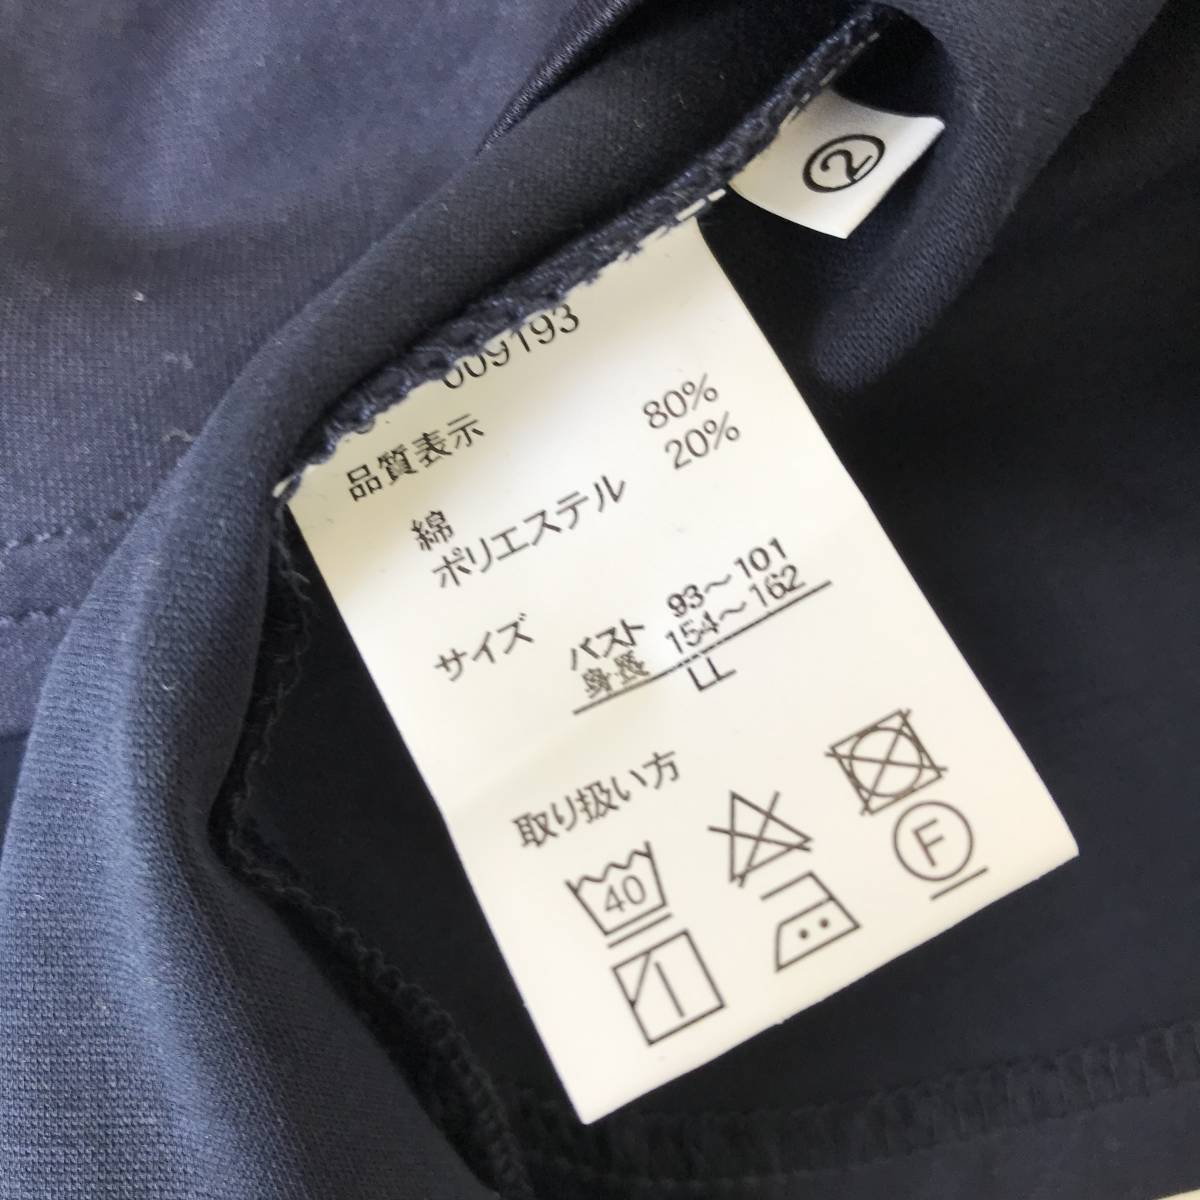 ②
009193
品質表示
綿 80%
ポリエステル 20%
サイズ
バスト 93～101
身長 154～162
LL
取り扱い方
40
F